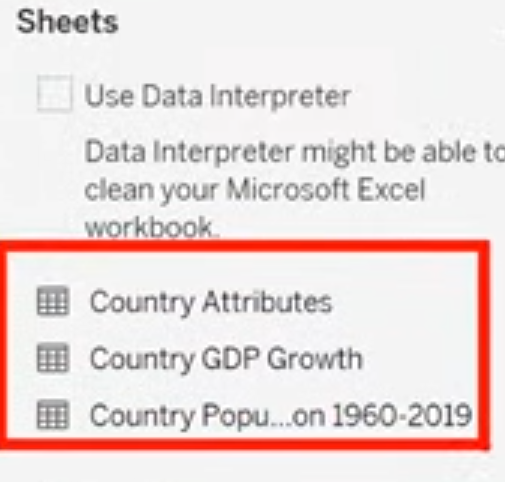 Sheets
Use Data Interpreter
Data Interpreter might be able to
clean your Microsoft Excel
workbook.
Country Attributes
Country GDP Growth
Country Popu...on 1960-2019